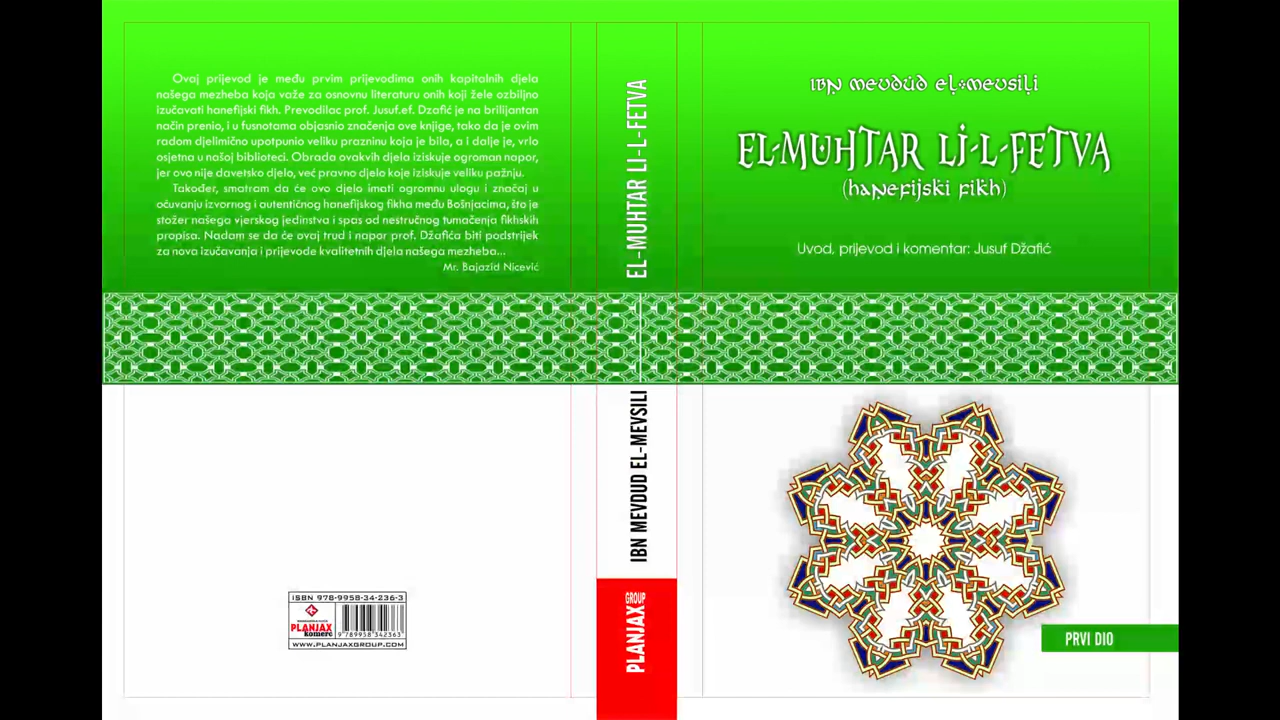 Ovaj prijevod je među prvim prijevodima onih kapitalnih djela
našega mezheba koja važe za osnovnu literaturu onih koji žele ozbiljno
izučavati hanefijski fikh. Prevodilac prof. Jusuf.ef. Dzafić je na brilijantan
način prenio, i u fusnotama objasnio značenja ove knjige, tako da je ovim
radom djelimično upotpunio veliku prazninu koja je bila, a i dalje je, vrlo
osjetna u našoj biblioteci. Obrada ovakvih djela iziskuje ogroman napor,
jer ovo nije davetsko djelo, već pravno djelo koje iziskuje veliku pažnju.
Također, smatram da će ovo djelo imati ogromnu ulogu i značaj u
očuvanju izvornog i autentičnog hanefijskog fikha među Bošnjacima, što je
stožer našega vjerskog jedinstva i spas od nestručnog tumačenja fikhskih
propisa. Nadam se da će ovaj trud i napor prof. Džafića biti podstrijek
za nova izučavanja i prijevode kvalitetnih djela našega mezheba...
Mr. Bajazid Nicević
ISBN 978-9958-34-236-3
PLANJAX
komerc
9 789958 342363
WWW.PLANJAXGROUP.COM
EL-MUHTAR LI-L-FETVA
IBN MEVDUD EL-MEVSILI
PLANJAX GROUP
IBN MEVDUD EL-MEVSILI
EL-MUHTAR LI-L-FETVA
(hanefijski fikh)
Uvod, prijevod i komentar: Jusuf Džafić
PRVI DIO